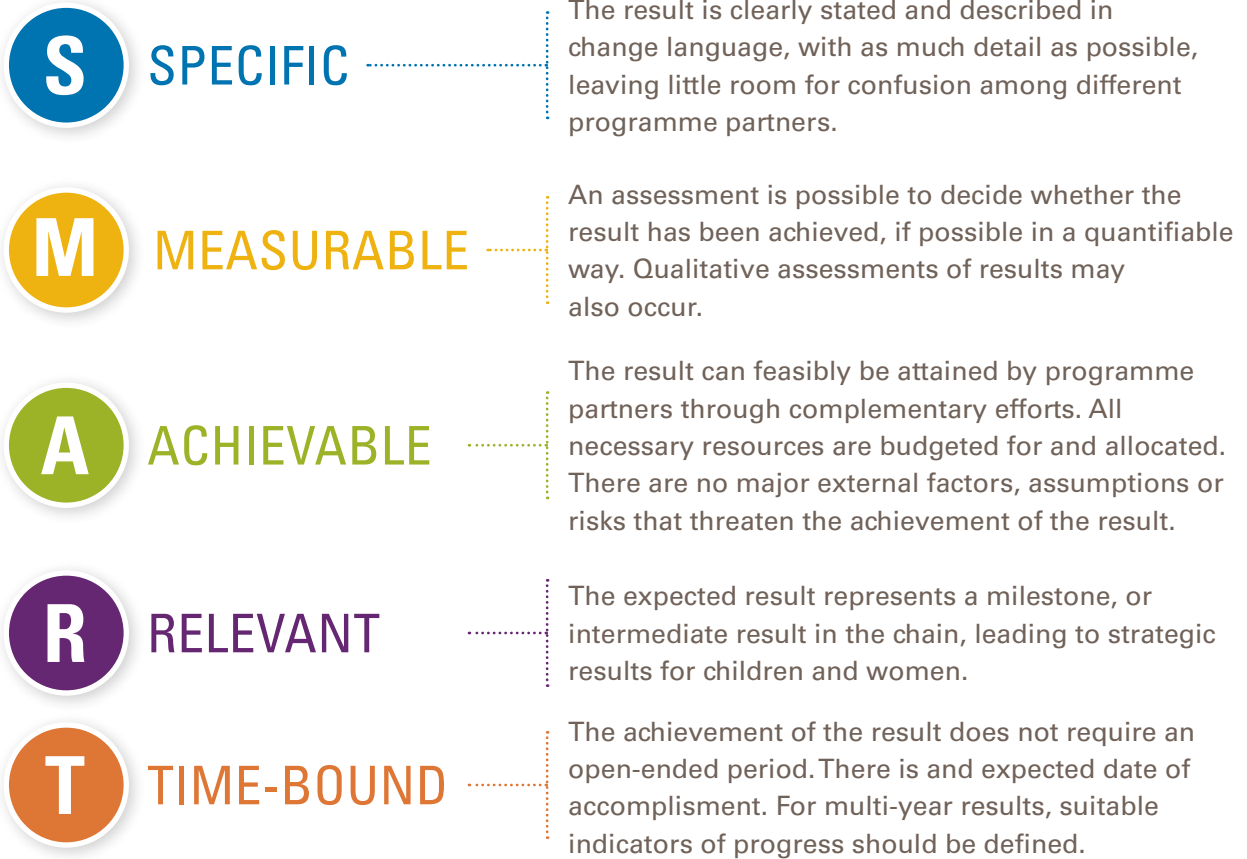 S
SPECIFIC
The result is clearly stated and described in
change language, with as much detail as possible,
leaving little room for confusion among different
programme partners.
M
MEASURABLE
An assessment is possible to decide whether the
result has been achieved, if possible in a quantifiable
way. Qualitative assessments of results may
also occur.
A
ACHIEVABLE
The result can feasibly be attained by programme
partners through complementary efforts. All
necessary resources are budgeted for and allocated.
There are no major external factors, assumptions or
risks that threaten the achievement of the result.
R
RELEVANT
The expected result represents a milestone, or
intermediate result in the chain, leading to strategic
results for children and women.
T
TIME-BOUND
The achievement of the result does not require an
open-ended period. There is and expected date of
accomplisment. For multi-year results, suitable
indicators of progress should be defined.